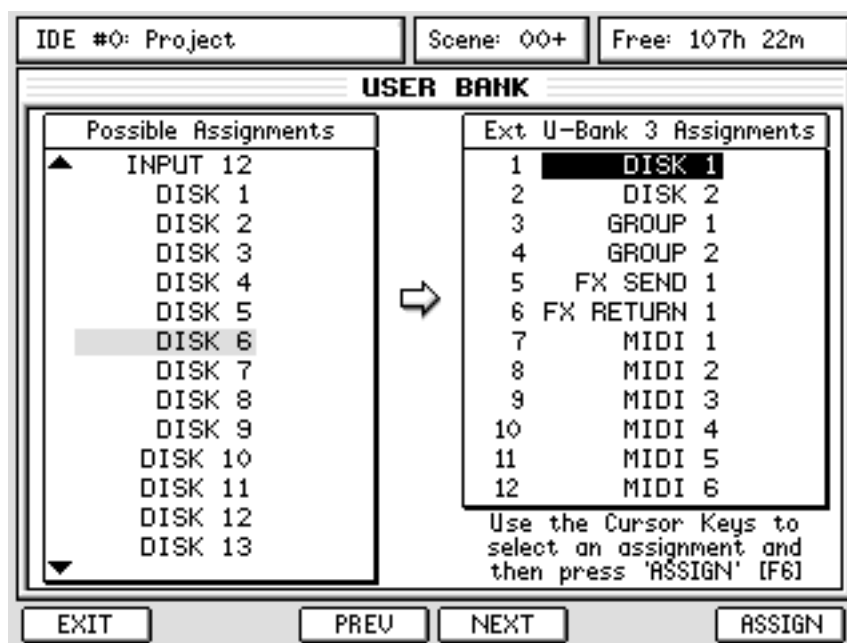 IDE #0: Project
Scene: 00+
Free: 107h 22m
USER BANK
Possible Assignments
INPUT 12
DISK 1
DISK 2
DISK 3
DISK 4
DISK 5
DISK 6
DISK 7
DISK 8
DISK 9
DISK 10
DISK 11
DISK 12
DISK 13
Ext U-Bank 3 Assignments
1 DISK 1
2 DISK 2
3 GROUP 1
4 GROUP 2
5 FX SEND 1
6 FX RETURN 1
7 MIDI 1
8 MIDI 2
9 MIDI 3
10 MIDI 4
11 MIDI 5
12 MIDI 6
Use the Cursor Keys to
select an assignment and
then press 'ASSIGN' [F6]
EXIT
PREV
NEXT
ASSIGN